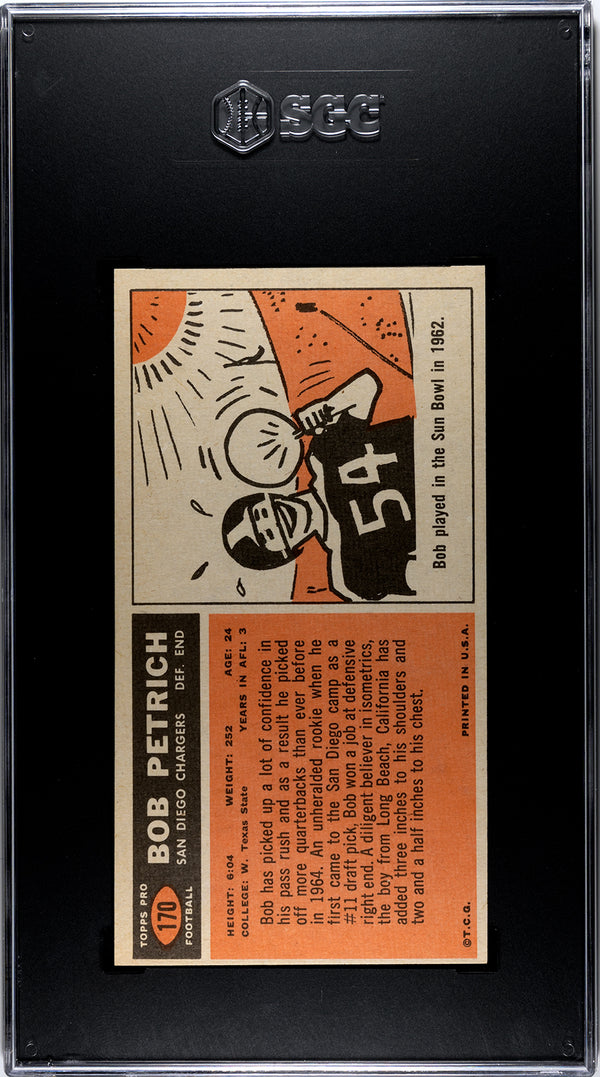 SGC
TOPPS PRO
170
FOOTBALL
BOB PETRICH
SAN DIEGO CHARGERS DEF. END
HEIGHT: 6:04 WEIGHT: 252 AGE: 24
COLLEGE: W. Texas State YEARS IN AFL: 3
Bob has picked up a lot of confidence in
his pass rush and as a result he picked
off more quarterbacks than ever before
in 1964. An unheralded rookie when he
first came to the San Diego camp as a
#11 draft pick, Bob won a job at defensive
right end. A diligent believer in isometrics,
the boy from Long Beach, California has
added three inches to his shoulders and
two and a half inches to his chest.
©T.C.G. PRINTED IN U.S.A.
54
Bob played in the Sun Bowl in 1962.